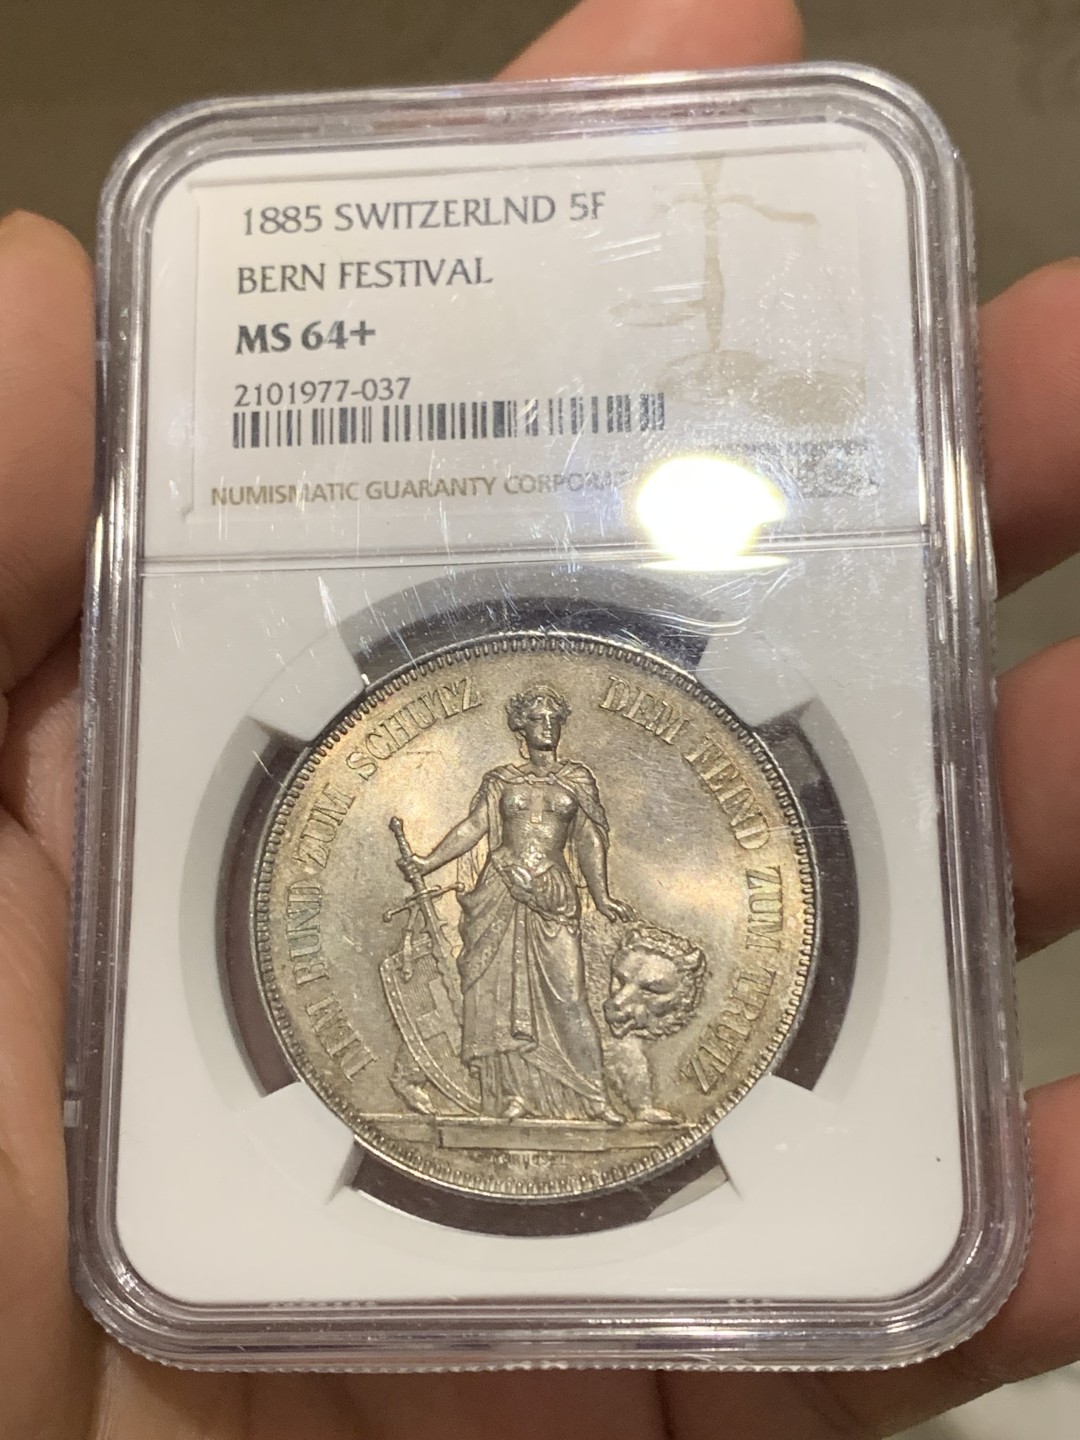 1885 SWITZERLND 5F
BERN FESTIVAL
MS 64+
2101977-037
NUMISMATIC GUARANTY
DEM BUND ZUM SCHUTZ
DEM FEIND ZUM TRUTZ